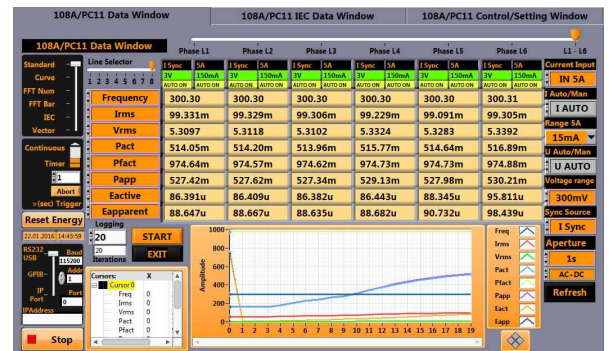 108A/PC11 Data Window
108A/PC11 IEC Data Window
108A/PC11 Control/Setting Window
108A/PC11 Data Window
Phase L1 Phase L2 Phase L3 Phase L4 Phase L5 Phase L6 L1 - L6
Standard
Curve
FFT Num
FFT Bar
IEC
Vector
Line Selector
1 2 3 4 5 6 7 8
I Sync 5A I Sync 5A I Sync 5A I Sync 5A I Sync 5A I Sync 5A
3V 150mA 3V 150mA 3V 150mA 3V 150mA 3V 150mA 3V 150mA
AUTO ON AUTO ON AUTO ON AUTO ON AUTO ON AUTO ON AUTO ON AUTO ON AUTO ON AUTO ON AUTO ON AUTO ON
Frequency 300.30 300.30 300.30 300.30 300.30 300.31
Irms 99.331m 99.329m 99.306m 99.229m 99.091m 99.305m
Vrms 5.3097 5.3118 5.3102 5.3324 5.3283 5.3392
Pact 514.05m 514.20m 513.96m 515.77m 514.64m 516.89m
Pfact 974.64m 974.57m 974.62m 974.73m 974.73m 974.88m
Papp 527.42m 527.62m 527.34m 529.13m 527.98m 530.21m
Eactive 86.391u 86.409u 86.382u 86.443u 88.345u 95.811u
Eapparent 88.647u 88.667u 88.635u 88.682u 90.732u 98.439u
Current Input
IN 5A
I Auto/Man
I AUTO
Range 5A
15mA
U Auto/Man
U AUTO
Voltage range
300mV
Sync Source
I Sync
Aperture
1s
AC+DC
Refresh
Continuous
Timer
1
Abort
>(sec) Trigger
Reset Energy
22.01.2016 14:43:59
RS232
USB
Baud
115200
GPIB
Addr
1
IP
Port
Port
0
IPAddress
Stop
Logging
20
START
20
Iterations
EXIT
Cursors: X
Cursor 0
Freq 0
Irms 0
Vrms 0
Pact 0
Pfact 0
Amplitude
1000
800
600
400
200
0
0 1 2 3 4 5 6 7 8 9 10 11 12 13 14 15 16 17 18 19
Freq
Irms
Vrms
Pact
Pfact
Papp
Eact
Eapp